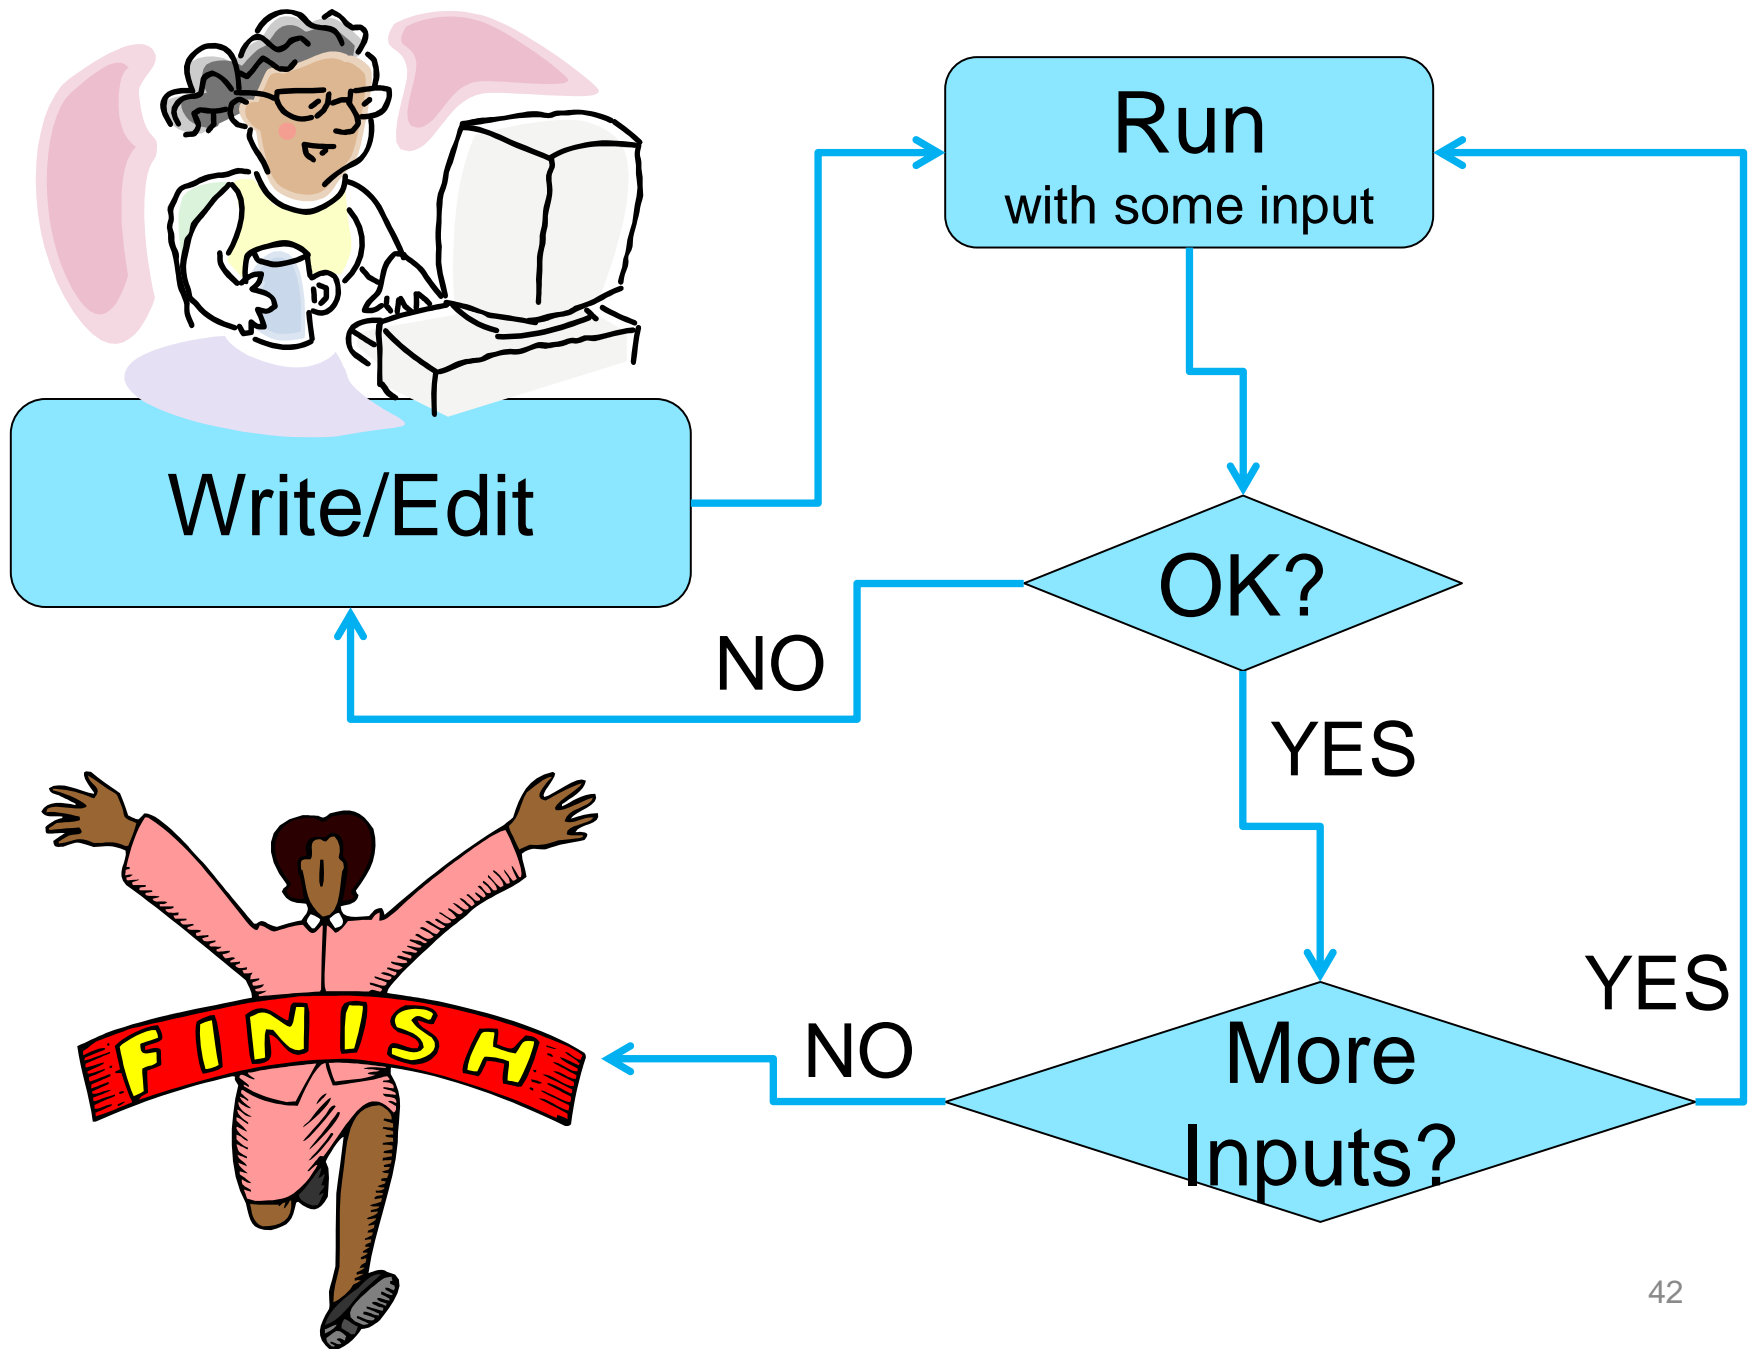 Run
with some input
Write/Edit
OK?
NO
YES
YES
NO
More
Inputs?
FINISH
42